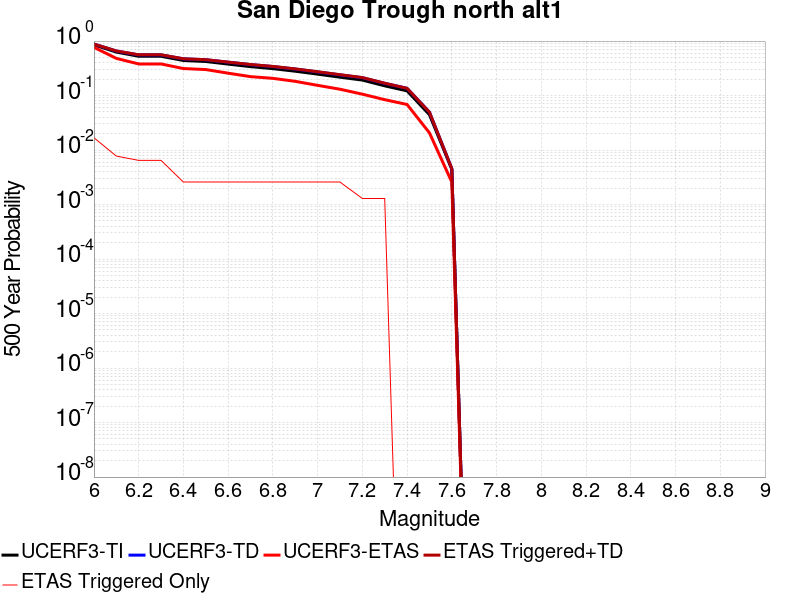 San Diego Trough north alt1
10^0
10^-1
10^-2
10^-3
10^-4
10^-5
10^-6
10^-7
10^-8
500 Year Probability
6 6.2 6.4 6.6 6.8 7 7.2 7.4 7.6 7.8 8 8.2 8.4 8.6 8.8 9
Magnitude
UCERF3-TI UCERF3-TD UCERF3-ETAS ETAS Triggered+TD
ETAS Triggered Only